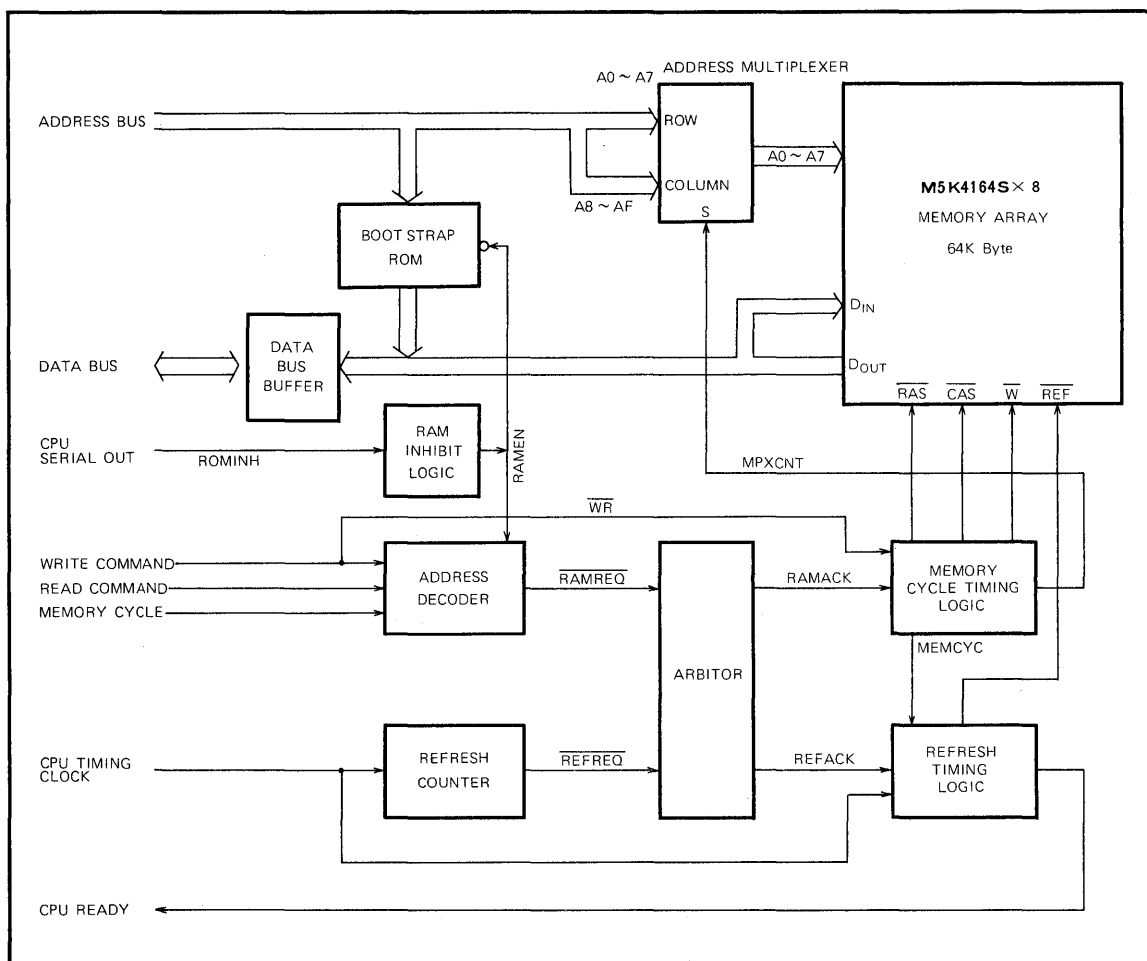 ADDRESS MULTIPLEXER
A0 ~ A7
ADDRESS BUS
ROW
COLUMN
S
A8 ~ AF
A0 ~ A7
M5K4164S × 8
MEMORY ARRAY
64K Byte
BOOT STRAP
ROM
DATA BUS
DATA
BUS
BUFFER
DIN
DOUT
RAS
CAS
W
REF
CPU
SERIAL OUT
ROMINH
RAM
INHIBIT
LOGIC
RAMEN
MPXCNT
WR
WRITE COMMAND
READ COMMAND
MEMORY CYCLE
ADDRESS
DECODER
RAMREQ
ARBITOR
RAMACK
MEMORY
CYCLE TIMING
LOGIC
MEMCYC
CPU TIMING
CLOCK
REFRESH
COUNTER
REFREQ
REFACK
REFRESH
TIMING
LOGIC
CPU READY